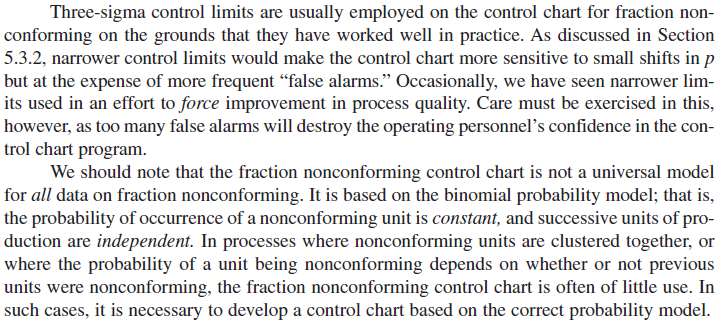 Three-sigma control limits are usually employed on the control chart for fraction non-
conforming on the grounds that they have worked well in practice. As discussed in Section
5.3.2, narrower control limits would make the control chart more sensitive to small shifts in p
but at the expense of more frequent “false alarms.” Occasionally, we have seen narrower lim-
its used in an effort to force improvement in process quality. Care must be exercised in this,
however, as too many false alarms will destroy the operating personnel’s confidence in the con-
trol chart program.
We should note that the fraction nonconforming control chart is not a universal model
for all data on fraction nonconforming. It is based on the binomial probability model; that is,
the probability of occurrence of a nonconforming unit is constant, and successive units of pro-
duction are independent. In processes where nonconforming units are clustered together, or
where the probability of a unit being nonconforming depends on whether or not previous
units were nonconforming, the fraction nonconforming control chart is often of little use. In
such cases, it is necessary to develop a control chart based on the correct probability model.